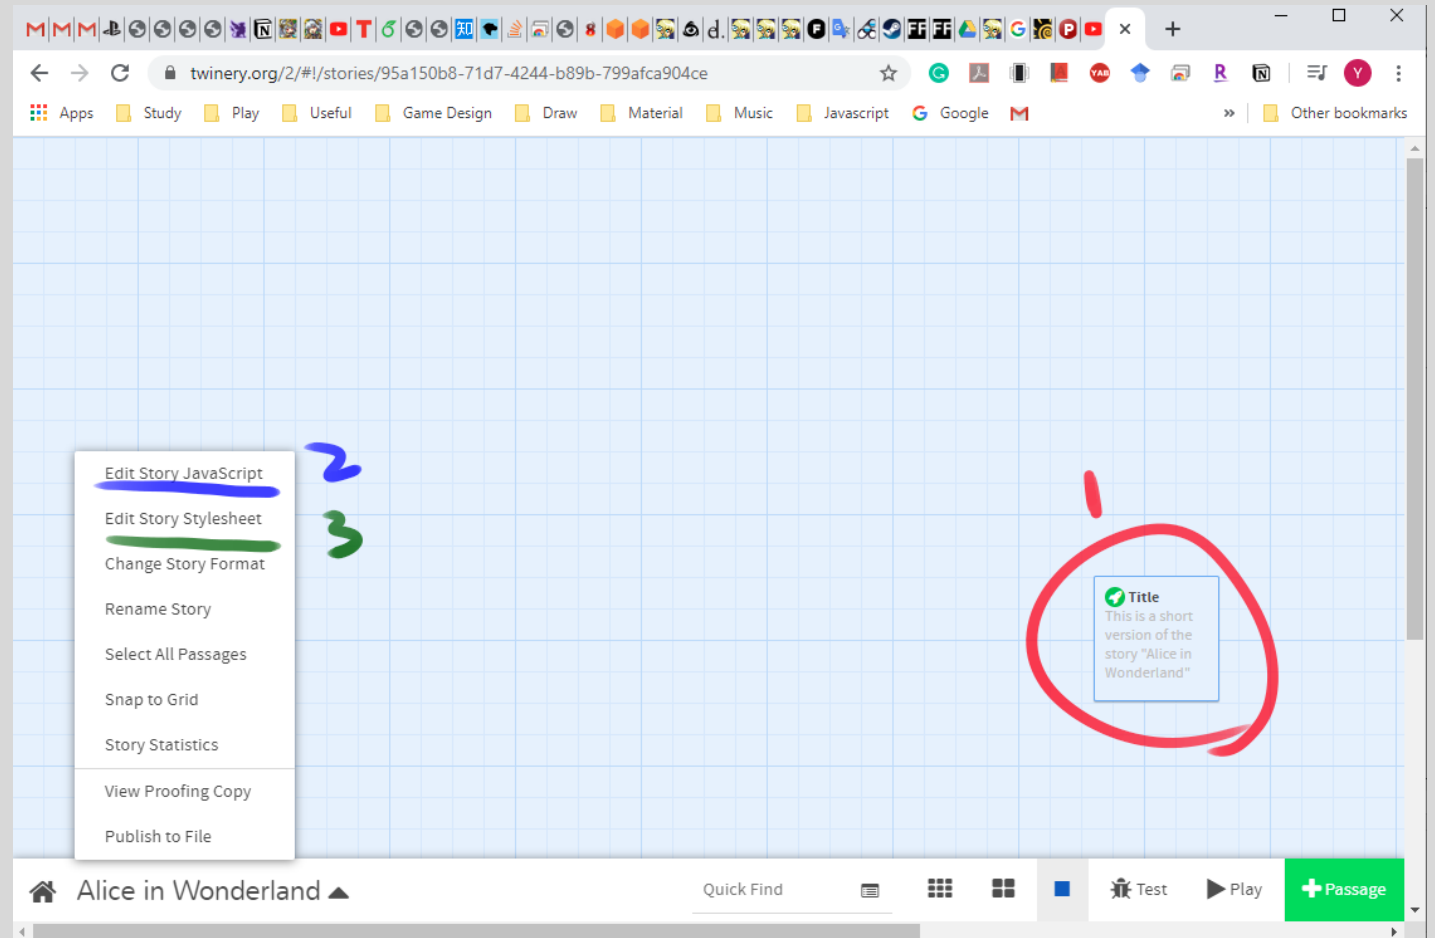 twinery.org/2/#!/stories/95a150b8-71d7-4244-b89b-799afca904ce
Apps Study Play Useful Game Design Draw Material Music Javascript Google » Other bookmarks
2
Edit Story JavaScript
3
Edit Story Stylesheet
Change Story Format
Rename Story
Select All Passages
Snap to Grid
Story Statistics
View Proofing Copy
Publish to File
1
Title
This is a short
version of the
story "Alice in
Wonderland"
Alice in Wonderland
Quick Find
Test
Play
Passage